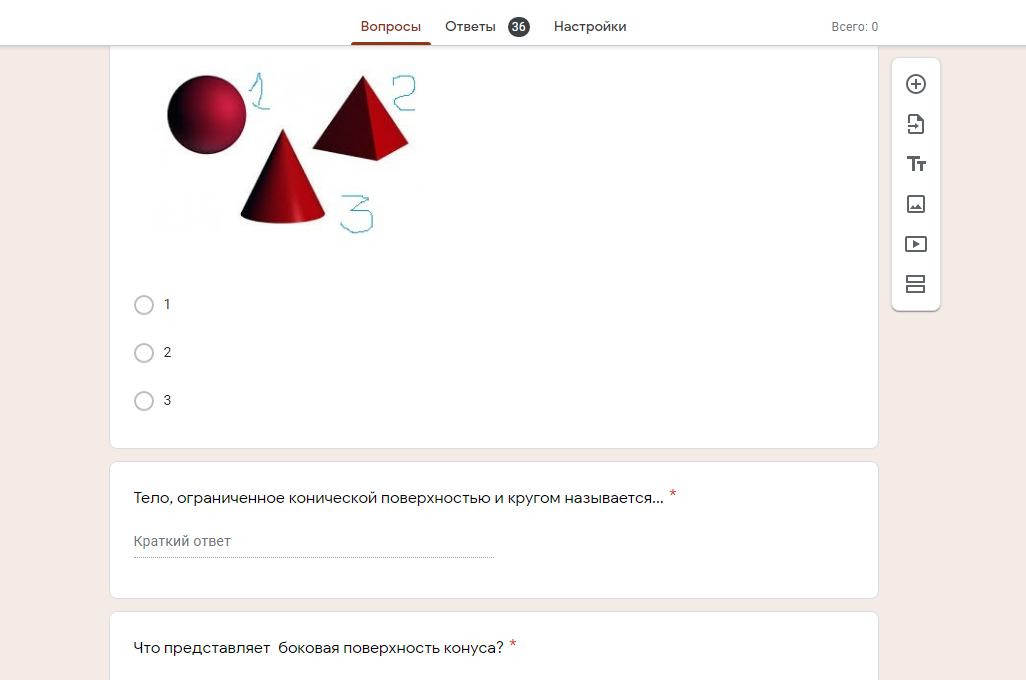 Вопросы Ответы 36 Настройки Всего: 0
1 2
3
1
2
3
Тело, ограниченное конической поверхностью и кругом называется... *
Краткий ответ
Что представляет боковая поверхность конуса? *